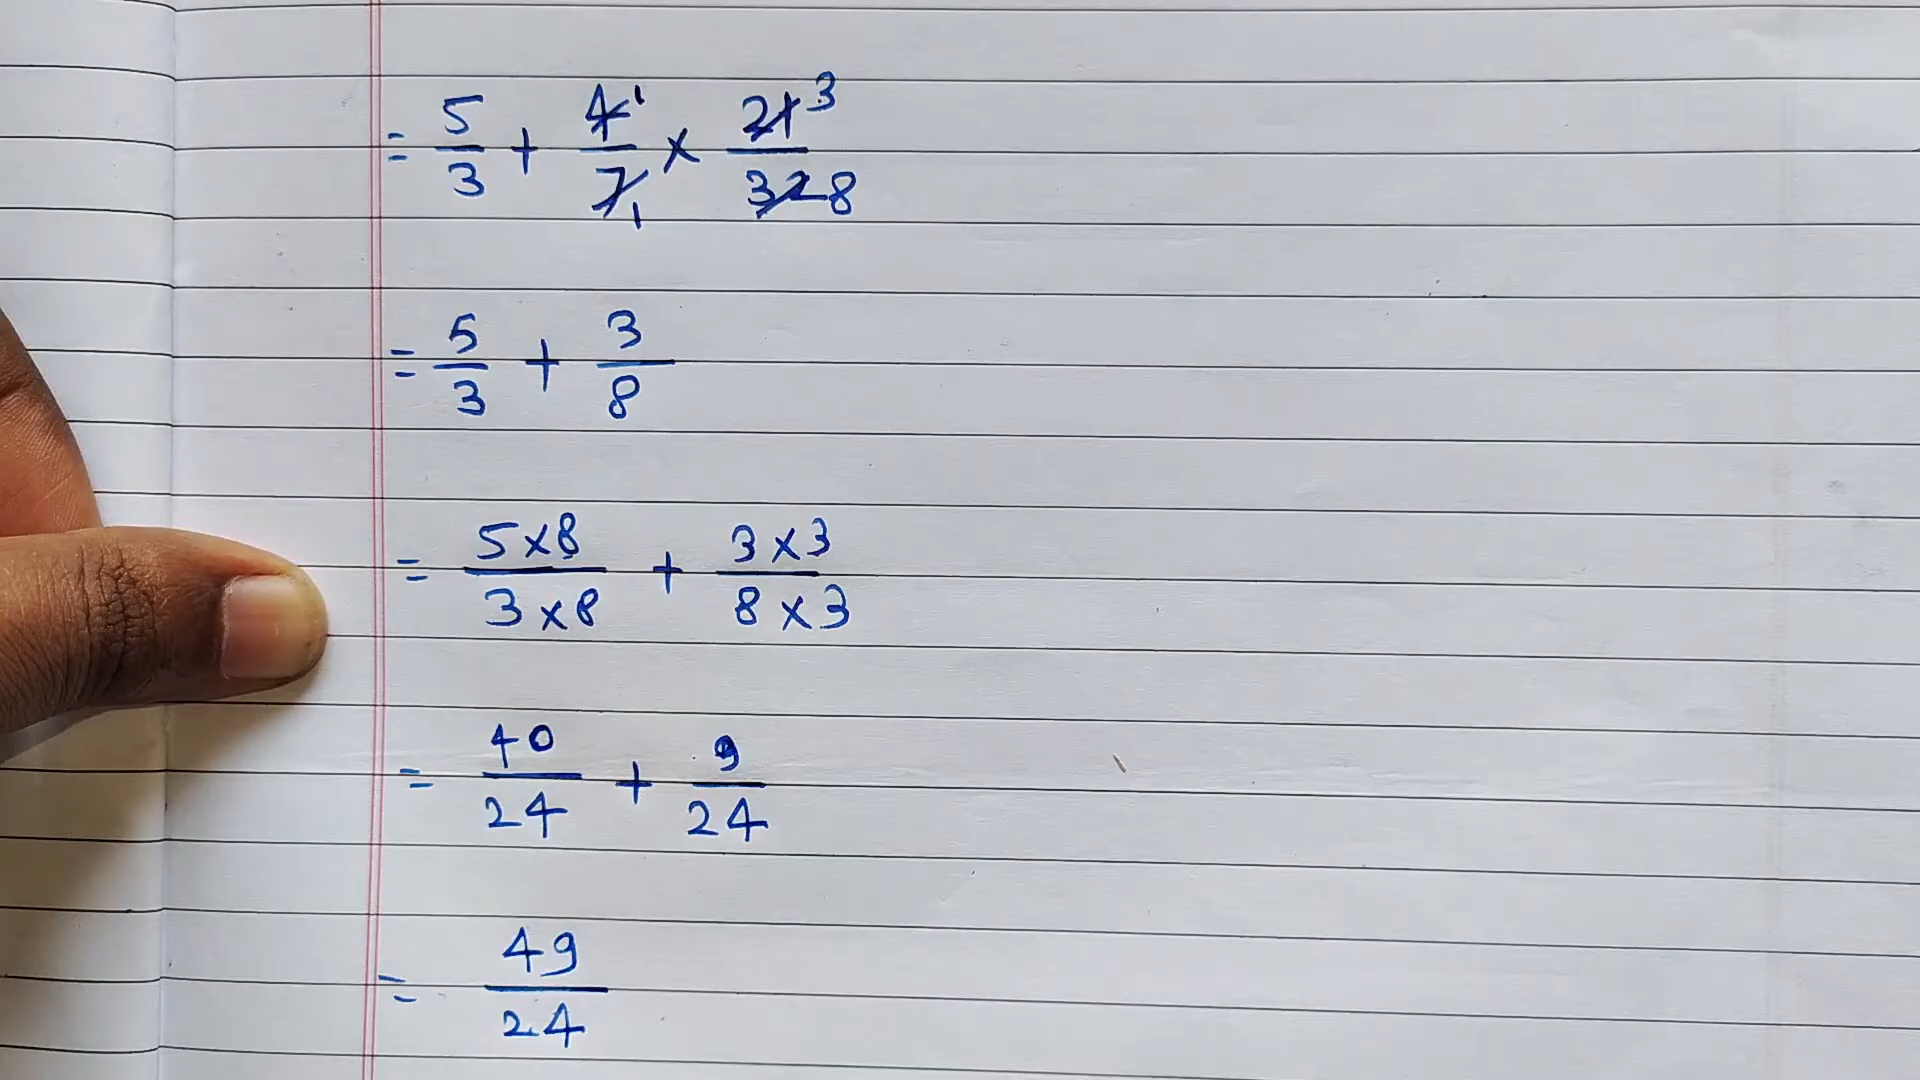 = 5/3 + 4¹/7₁ × 21³/32 8
= 5/3 + 3/8
= 5×8/3×8 + 3×3/8×3
= 40/24 + 9/24
= 49/24